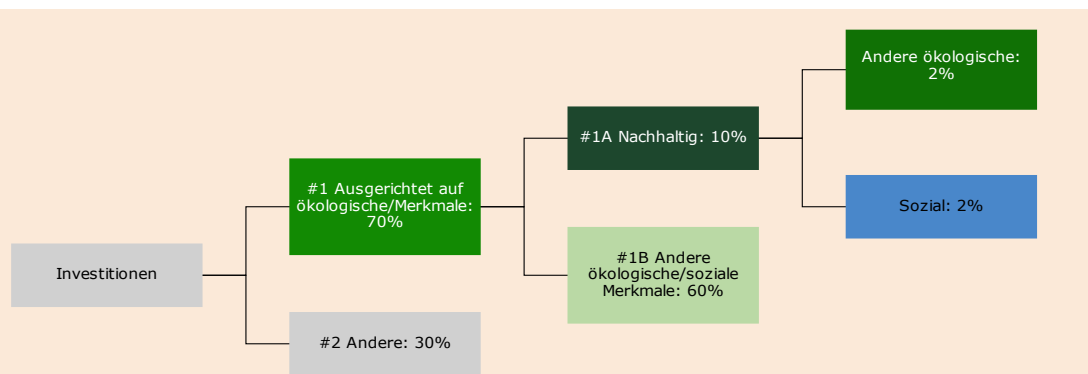 Investitionen
#1 Ausgerichtet auf
ökologische/Merkmale:
70%
#2 Andere: 30%
#1A Nachhaltig: 10%
#1B Andere
ökologische/soziale
Merkmale: 60%
Andere ökologische:
2%
Sozial: 2%